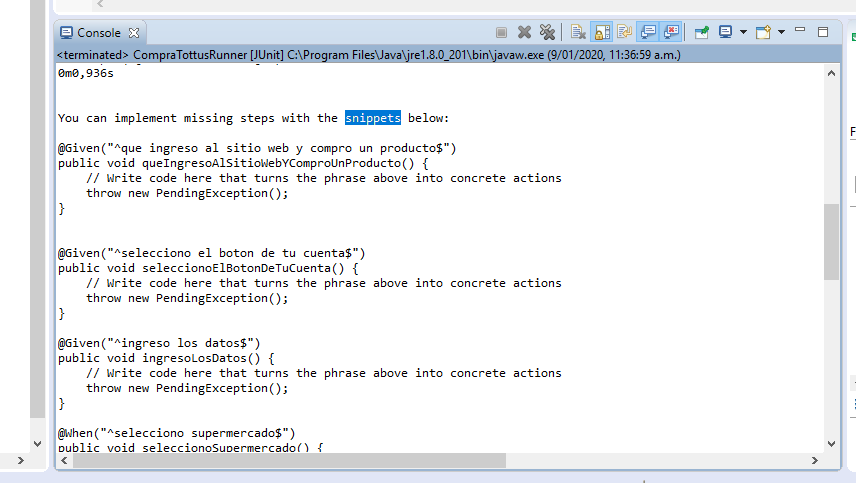 Console
<terminated> CompraTottusRunner [JUnit] C:\Program Files\Java\jre1.8.0_201\bin\javaw.exe (9/01/2020, 11:36:59 a.m.)
0m0,936s
You can implement missing steps with the snippets below:
@Given("^que ingreso al sitio web y compro un producto$")
public void queIngresoAlSitioWebYComproUnProducto() {
    // Write code here that turns the phrase above into concrete actions
    throw new PendingException();
}
@Given("^selecciono el boton de tu cuenta$")
public void seleccionoElBotonDeTuCuenta() {
    // Write code here that turns the phrase above into concrete actions
    throw new PendingException();
}
@Given("^ingreso los datos$")
public void ingresoLosDatos() {
    // Write code here that turns the phrase above into concrete actions
    throw new PendingException();
}
@When("^selecciono supermercado$")
public void seleccionoSupermercado() {